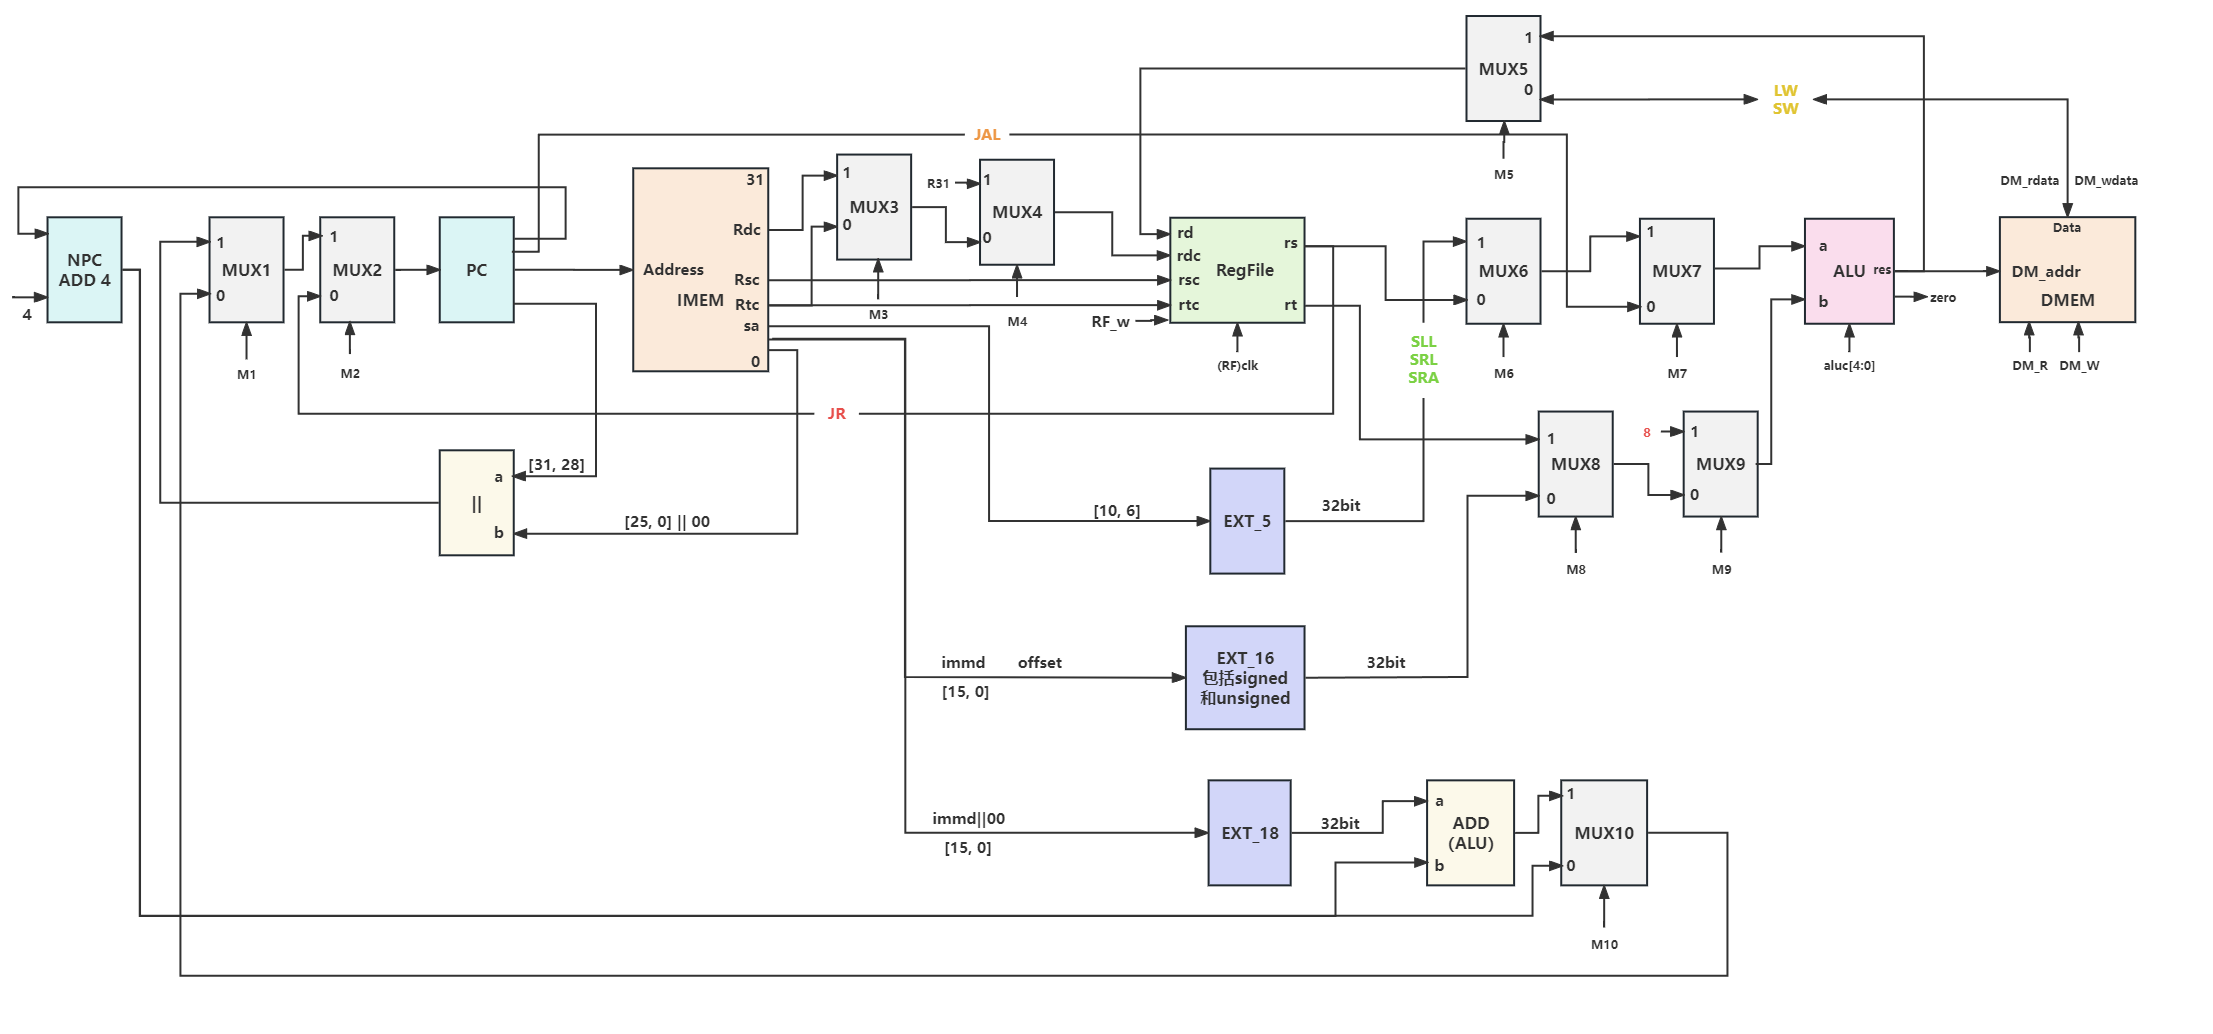 1
MUX5
0
LW
SW
JAL
M5
DM_rdata
DM_wdata
31
Rdc
Address
IMEM
Rsc
Rtc
sa
0
1
MUX3
0
M3
R31
1
MUX4
0
M4
NPC
ADD 4
4
1
MUX1
0
M1
1
MUX2
0
M2
PC
rd
rdc
rsc
rtc
RegFile
rs
rt
RF_w
(RF)clk
1
MUX6
0
M6
SLL
SRL
SRA
1
MUX7
0
M7
a
ALU
res
b
zero
aluc[4:0]
Data
DM_addr
DMEM
DM_R
DM_W
JR
a
||
b
[31, 28]
[25, 0] || 00
[10, 6]
EXT_5
32bit
1
MUX8
0
M8
8
1
MUX9
0
M9
immd
offset
[15, 0]
EXT_16
包括signed
和unsigned
32bit
immd||00
[15, 0]
EXT_18
32bit
a
ADD
(ALU)
b
1
MUX10
0
M10